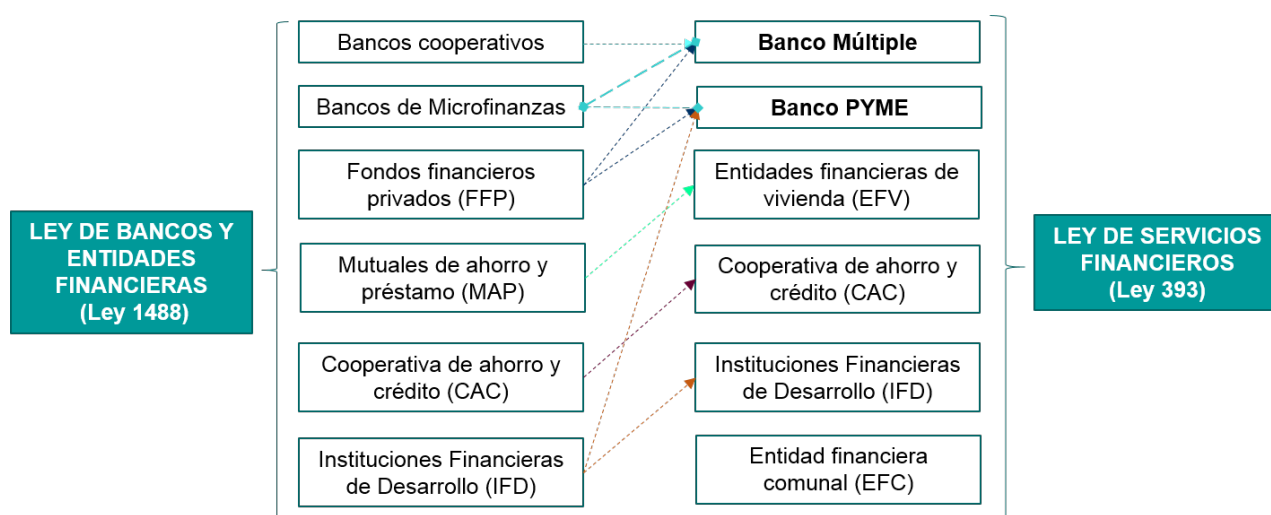 LEY DE BANCOS Y
ENTIDADES
FINANCIERAS
(Ley 1488)
Bancos cooperativos
Bancos de Microfinanzas
Fondos financieros
privados (FFP)
Mutuales de ahorro y
préstamo (MAP)
Cooperativa de ahorro y
crédito (CAC)
Instituciones Financieras
de Desarrollo (IFD)
Banco Múltiple
Banco PYME
Entidades financieras de
vivienda (EFV)
Cooperativa de ahorro y
crédito (CAC)
Instituciones Financieras
de Desarrollo (IFD)
Entidad financiera
comunal (EFC)
LEY DE SERVICIOS
FINANCIEROS
(Ley 393)